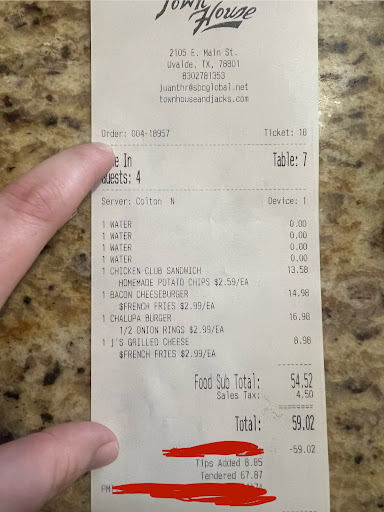 Town
House
2105 E. Main St.
Uvalde, TX, 78801
8302781353
juanthr@sbcglobal.net
townhouseandjacks.com
Order: 004-18957 Ticket: 18
In Table: 7
4
Server: Colton N Device: 1
1 WATER 0.00
1 WATER 0.00
1 WATER 0.00
1 WATER 0.00
1 CHICKEN CLUB SANDWICH 13.58
HOMEMADE POTATO CHIPS $2.59/EA
1 BACON CHEESEBURGER 14.98
$FRENCH FRIES $2.99/EA
1 CHALUPA BURGER 16.98
1/2 ONION RINGS $2.99/EA
1 J'S GRILLED CHEESE 8.98
$FRENCH FRIES $2.99/EA
Food Sub Total: 54.52
Sales Tax: 4.50
Total: 59.02
-59.02
Tips Added 8.85
Tendered 67.87